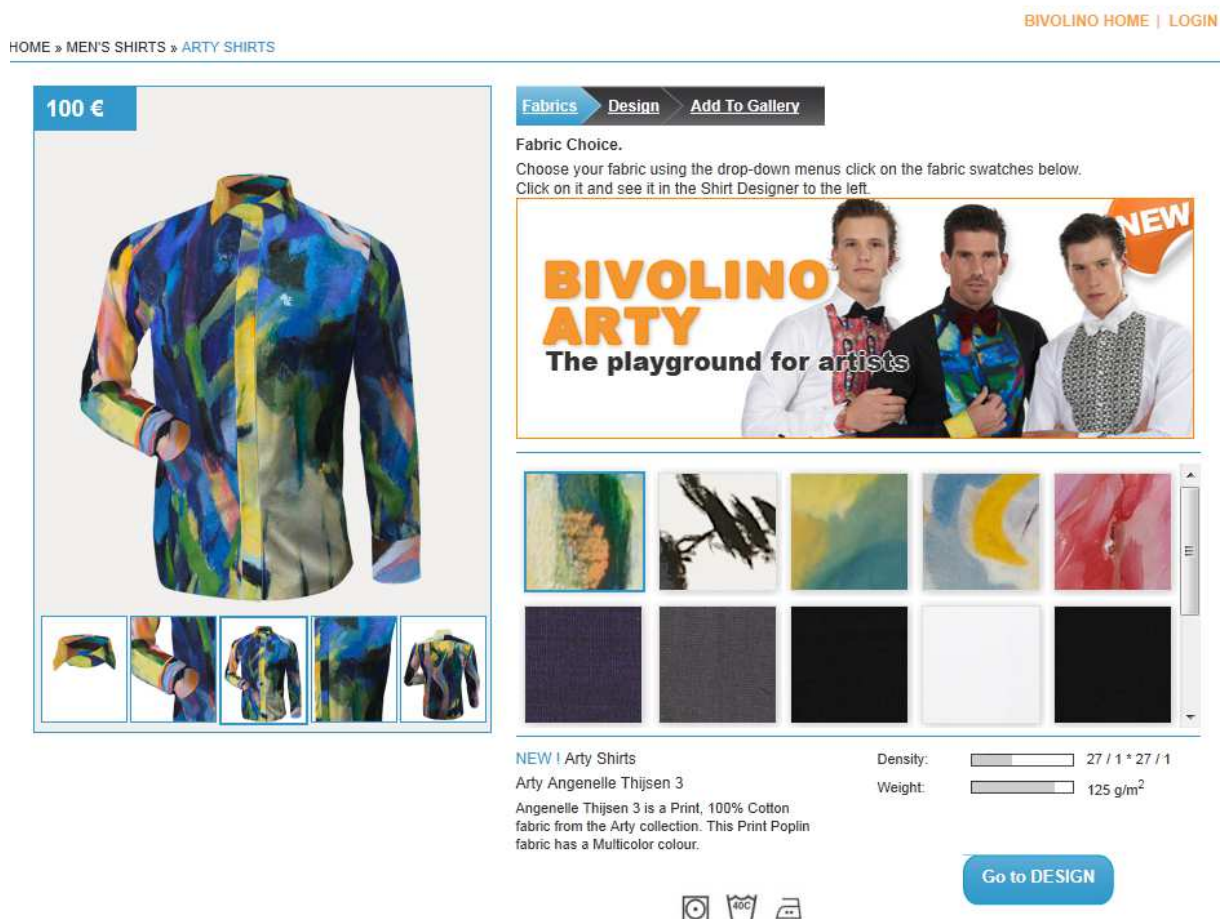 BIVOLINO HOME | LOGIN
HOME » MEN'S SHIRTS » ARTY SHIRTS
100 €
Fabrics Design Add To Gallery
Fabric Choice.
Choose your fabric using the drop-down menus click on the fabric swatches below.
Click on it and see it in the Shirt Designer to the left.
NEW
BIVOLINO
ARTY
The playground for artists
NEW ! Arty Shirts
Arty Angenelle Thijsen 3
Angenelle Thijsen 3 is a Print, 100% Cotton
fabric from the Arty collection. This Print Poplin
fabric has a Multicolor colour.
Density: 27 / 1 * 27 / 1
Weight: 125 g/m²
Go to DESIGN
40C